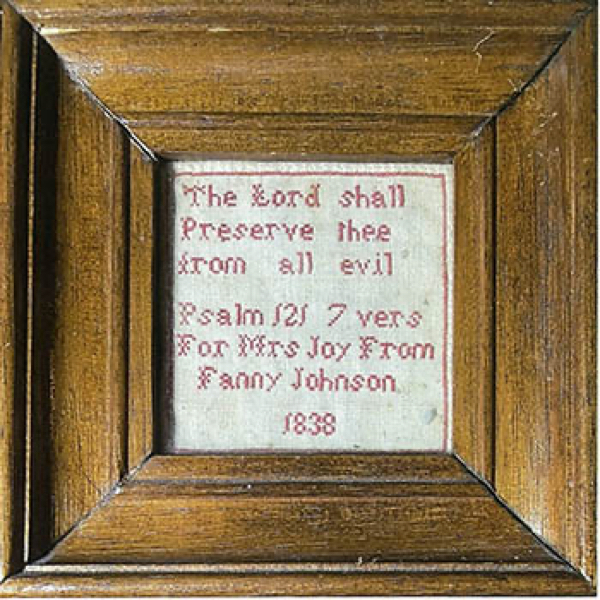 The Lord shall
Preserve thee
from all evil
Psalm 121 7 vers
For Mrs Joy From
Fanny Johnson
1838